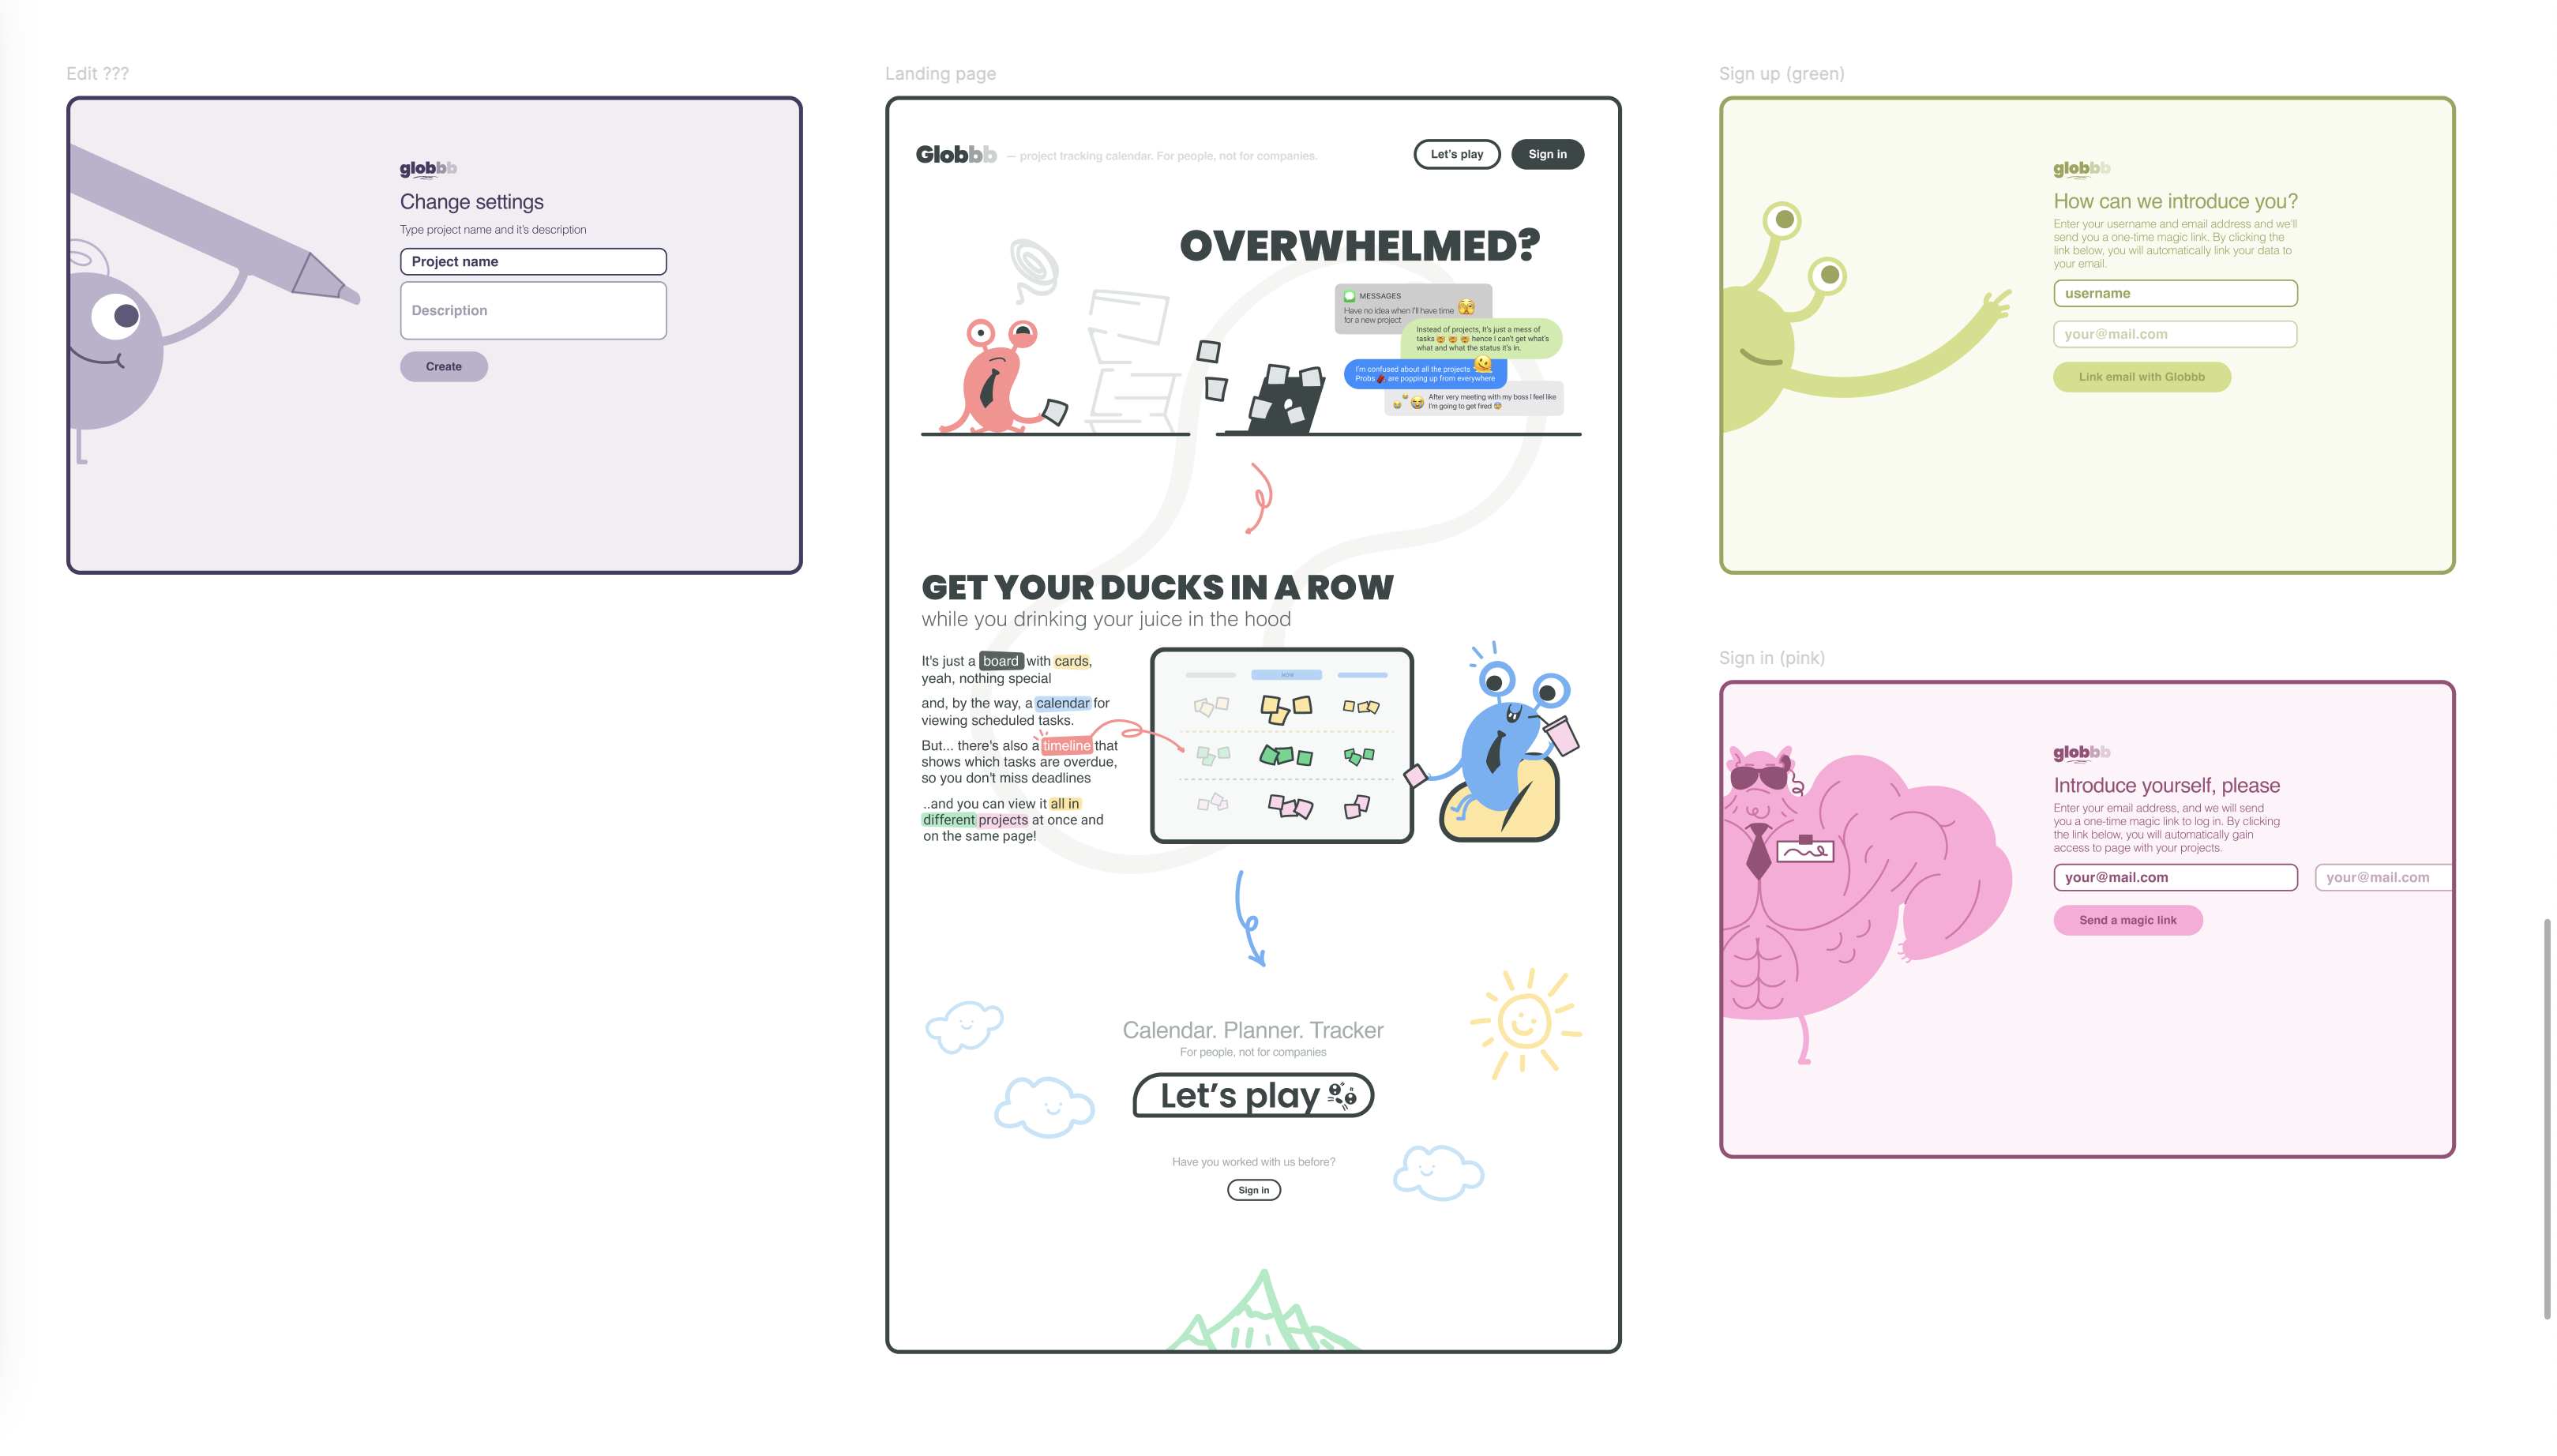 Edit ???
globbb
Change settings
Type project name and it's description
Project name
Description
Create
Landing page
Globbb — project tracking calendar. For people, not for companies.
Let's play
Sign in
OVERWHELMED?
MESSAGES
Have no idea when I'll have time
for a new project
Instead of projects, It's just a mess of
tasks 🤯 🤯 🤯 hence I can't get what's
what and what the status it's in.
I'm confused about all the projects
Probs🧨 are popping up from everywhere
After very meeting with my boss I feel like
I'm going to get fired 😨
GET YOUR DUCKS IN A ROW
while you drinking your juice in the hood
It's just a board with cards,
yeah, nothing special
and, by the way, a calendar for
viewing scheduled tasks.
But... there's also a timeline that
shows which tasks are overdue,
so you don't miss deadlines
..and you can view it all in
different projects at once and
on the same page!
NOW
Calendar. Planner. Tracker
For people, not for companies
Let's play
Have you worked with us before?
Sign in
Sign up (green)
globbb
How can we introduce you?
Enter your username and email address and we'll
send you a one-time magic link. By clicking the
link below, you will automatically link your data to
your email.
username
your@mail.com
Link email with Globbb
Sign in (pink)
globbb
Introduce yourself, please
Enter your email address, and we will send
you a one-time magic link to log in. By clicking
the link below, you will automatically gain
access to page with your projects.
your@mail.com
your@mail.com
Send a magic link